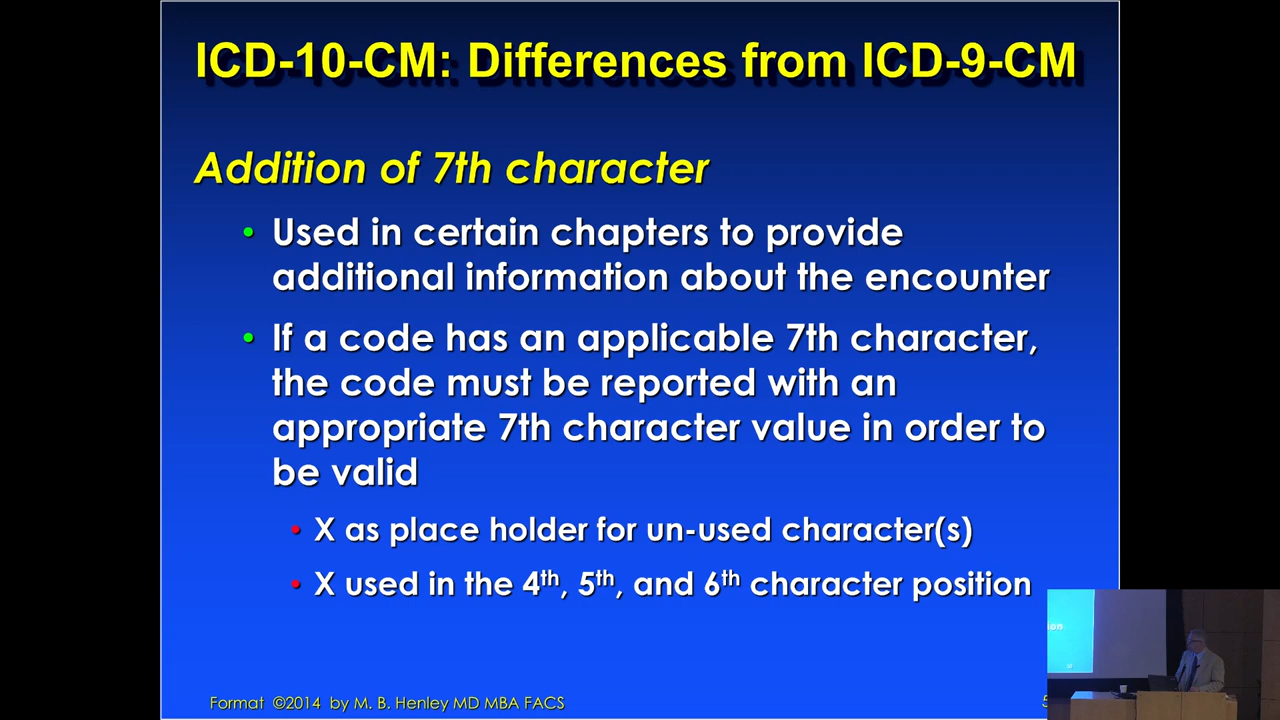 ICD-10-CM: Differences from ICD-9-CM
Addition of 7th character
• Used in certain chapters to provide
additional information about the encounter
• If a code has an applicable 7th character,
the code must be reported with an
appropriate 7th character value in order to
be valid
• X as place holder for un-used character(s)
• X used in the 4th, 5th, and 6th character position
Format ©2014 by M. B. Henley MD MBA FACS